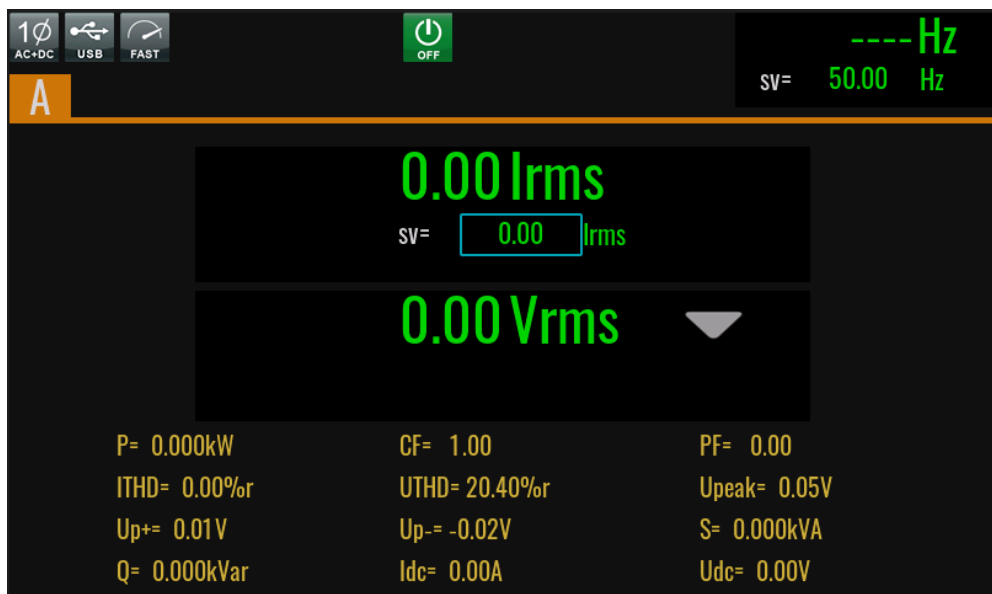 1Ø AC+DC USB FAST OFF ---- Hz
sv= 50.00 Hz
A
0.00 Irms
sv= 0.00 Irms
0.00 Vrms
P= 0.000kW CF= 1.00 PF= 0.00
ITHD= 0.00%r UTHD= 20.40%r Upeak= 0.05V
Up+= 0.01V Up-= -0.02V S= 0.000kVA
Q= 0.000kVar Idc= 0.00A Udc= 0.00V